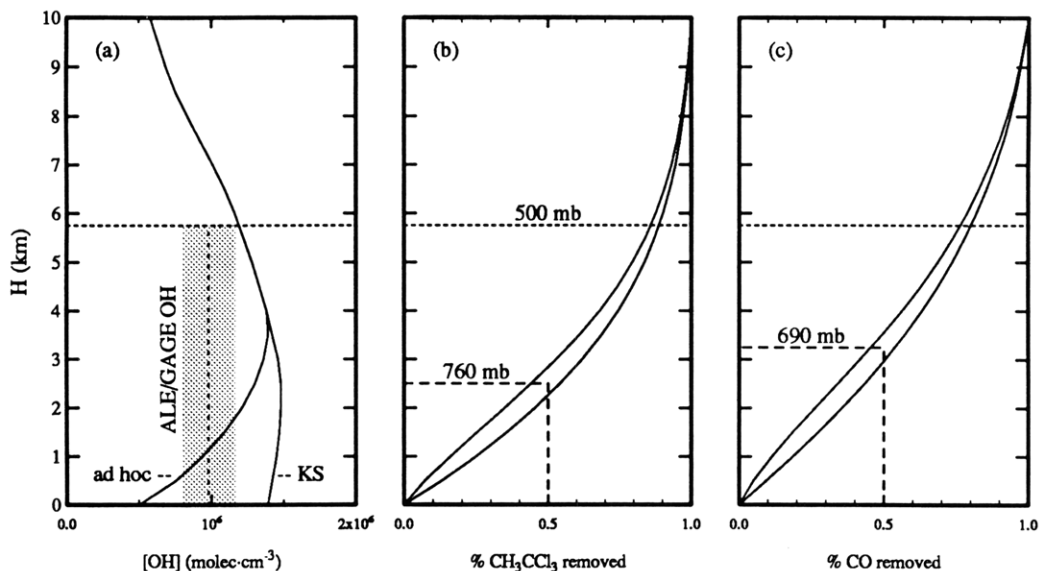 (a)
(b)
(c)
10
9
8
7
6
5
4
3
2
1
0
H (km)
ALE/GAGE OH
ad hoc
KS
500 mb
760 mb
690 mb
0.0
10⁶
2x10⁶
0.0
0.5
1.0
0.0
0.5
1.0
[OH] (molec·cm⁻³)
% CH₃CCl₃ removed
% CO removed